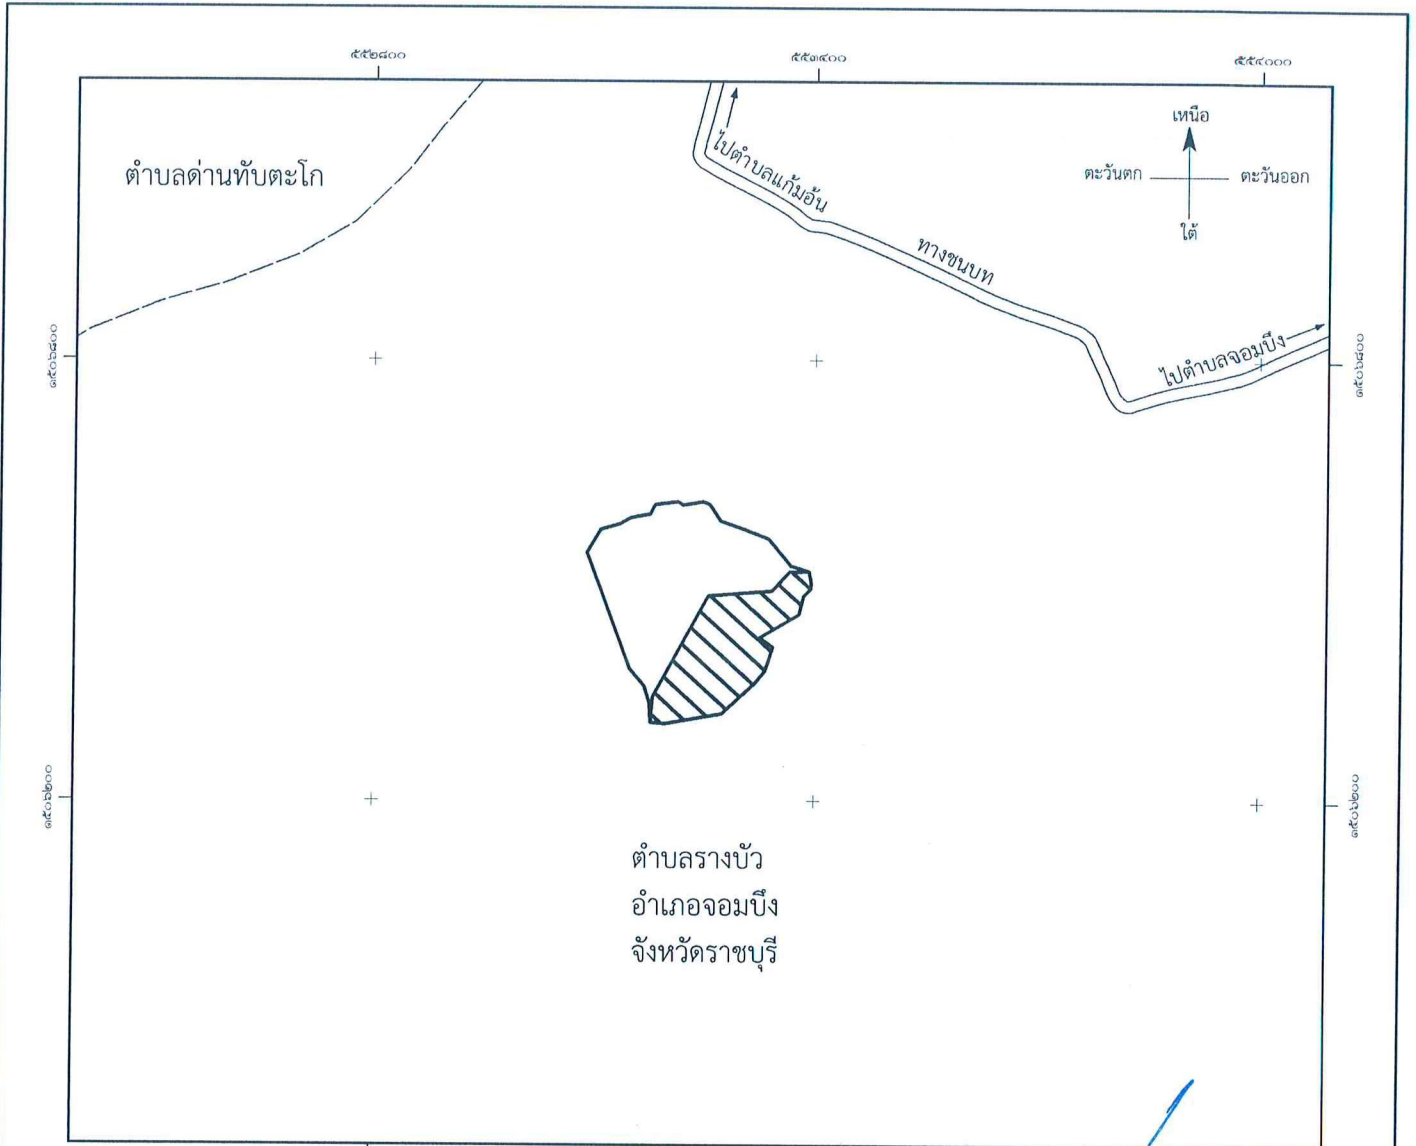 ๕๕๒๘๐๐
๕๕๓๔๐๐
๕๕๔๐๐๐
เหนือ
ตะวันตก
ตะวันออก
ใต้
ตำบลด่านทับตะโก
ไปตำบลแก้มอ้น
ทางชนบท
ไปตำบลจอมบึง
๑๕๐๖๘๐๐
๑๕๐๖๘๐๐
๑๕๐๖๒๐๐
๑๕๐๖๒๐๐
ตำบลรางบัว
อำเภอจอมบึง
จังหวัดราชบุรี